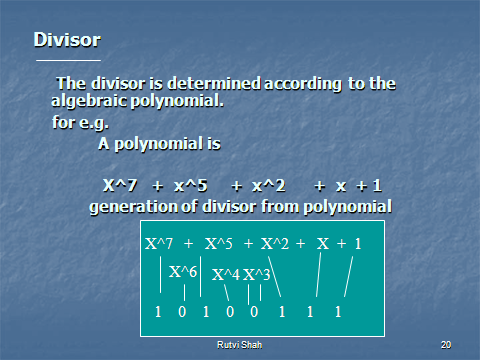 Divisor
The divisor is determined according to the
algebraic polynomial.
for e.g.
A polynomial is
X^7 + x^5 + x^2 + x + 1
generation of divisor from polynomial
X^7 + X^5 + X^2 + X + 1
X^6 X^4 X^3
1 0 1 0 0 1 1 1
Rutvi Shah 20